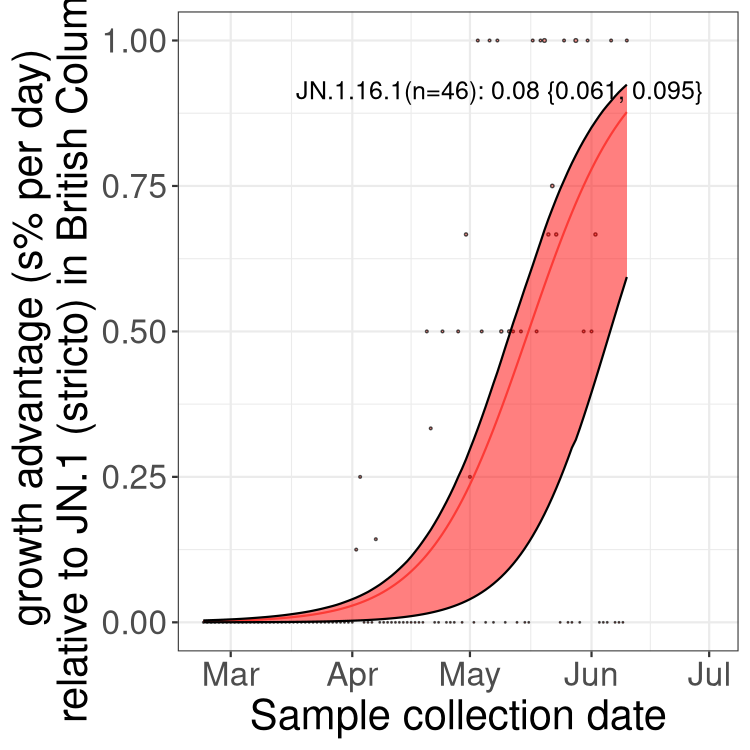 growth advantage (s% per day)
relative to JN.1 (stricto) in British Colum
1.00
0.75
0.50
0.25
0.00
JN.1.16.1(n=46): 0.08 {0.061, 0.095}
Mar Apr May Jun Jul
Sample collection date